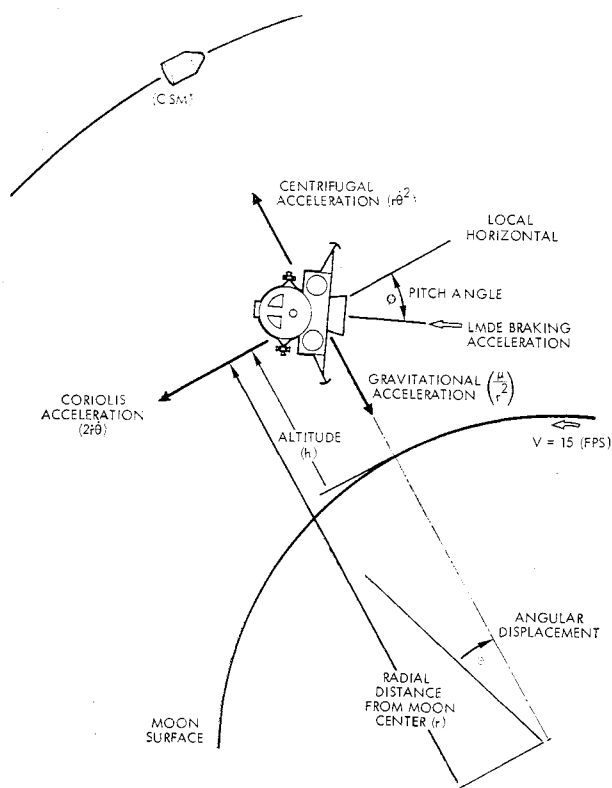 (CSM)
CENTRIFUGAL
ACCELERATION (rθ̇²)
LOCAL
HORIZONTAL
φ PITCH ANGLE
LMDE BRAKING
ACCELERATION
GRAVITATIONAL
ACCELERATION (μ/r²)
CORIOLIS
ACCELERATION
(2ṙθ̇)
ALTITUDE
(h)
V = 15 (FPS)
ANGULAR
DISPLACEMENT
θ
RADIAL
DISTANCE
FROM MOON
CENTER (r)
MOON
SURFACE